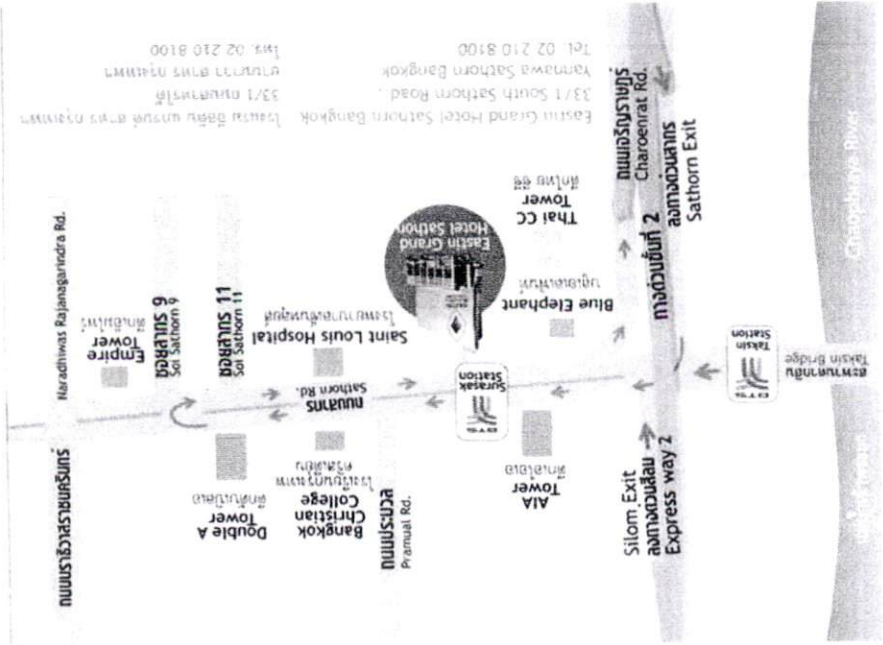 Silom Exit
ลงทางด่วนสีลม
Express way 2
AIA
Tower
ตึกเอไอเอ
ถนนประมวล
Pramual Rd.
Bangkok
Christian
College
โรงเรียนกรุงเทพ
คริสเตียน
Double A
Tower
ตึกดับเบิ้ลเอ
ถนนนราธิวาสราชนครินทร์
Naradhiwas Rajanagarindra Rd.
สะพานตากสิน
Taksin Bridge
BTS
Taksin
Station
BTS
Surasak
Station
ถนนสาทร
Sathorn Rd.
Blue Elephant
บลูเอเลเฟ่นท์
Eastin Grand
Hotel Sathon
Saint Louis Hospital
โรงพยาบาลเซนต์หลุยส์
ซอยสาทร 11
Soi Sathorn 11
ซอยสาทร 9
Soi Sathorn 9
Empire
Tower
ตึกเอ็มไพร์
ทางด่วนขั้นที่ 2
Thai CC
Tower
ตึกไทย ซีซี
ถนนเจริญราษฎร์
Charoenrat Rd.
ลงทางด่วนสาทร
Sathorn Exit
Chaophraya River
Eastin Grand Hotel Sathorn Bangkok
33/1 South Sathorn Road.,
Yannawa Sathorn Bangkok
Tel. 02 210 8100
โรงแรม อีสติน แกรนด์ สาทร กรุงเทพฯ
33/1 ถนนสาทรใต้
ยานนาวา สาทร กรุงเทพฯ
โทร. 02 210 8100